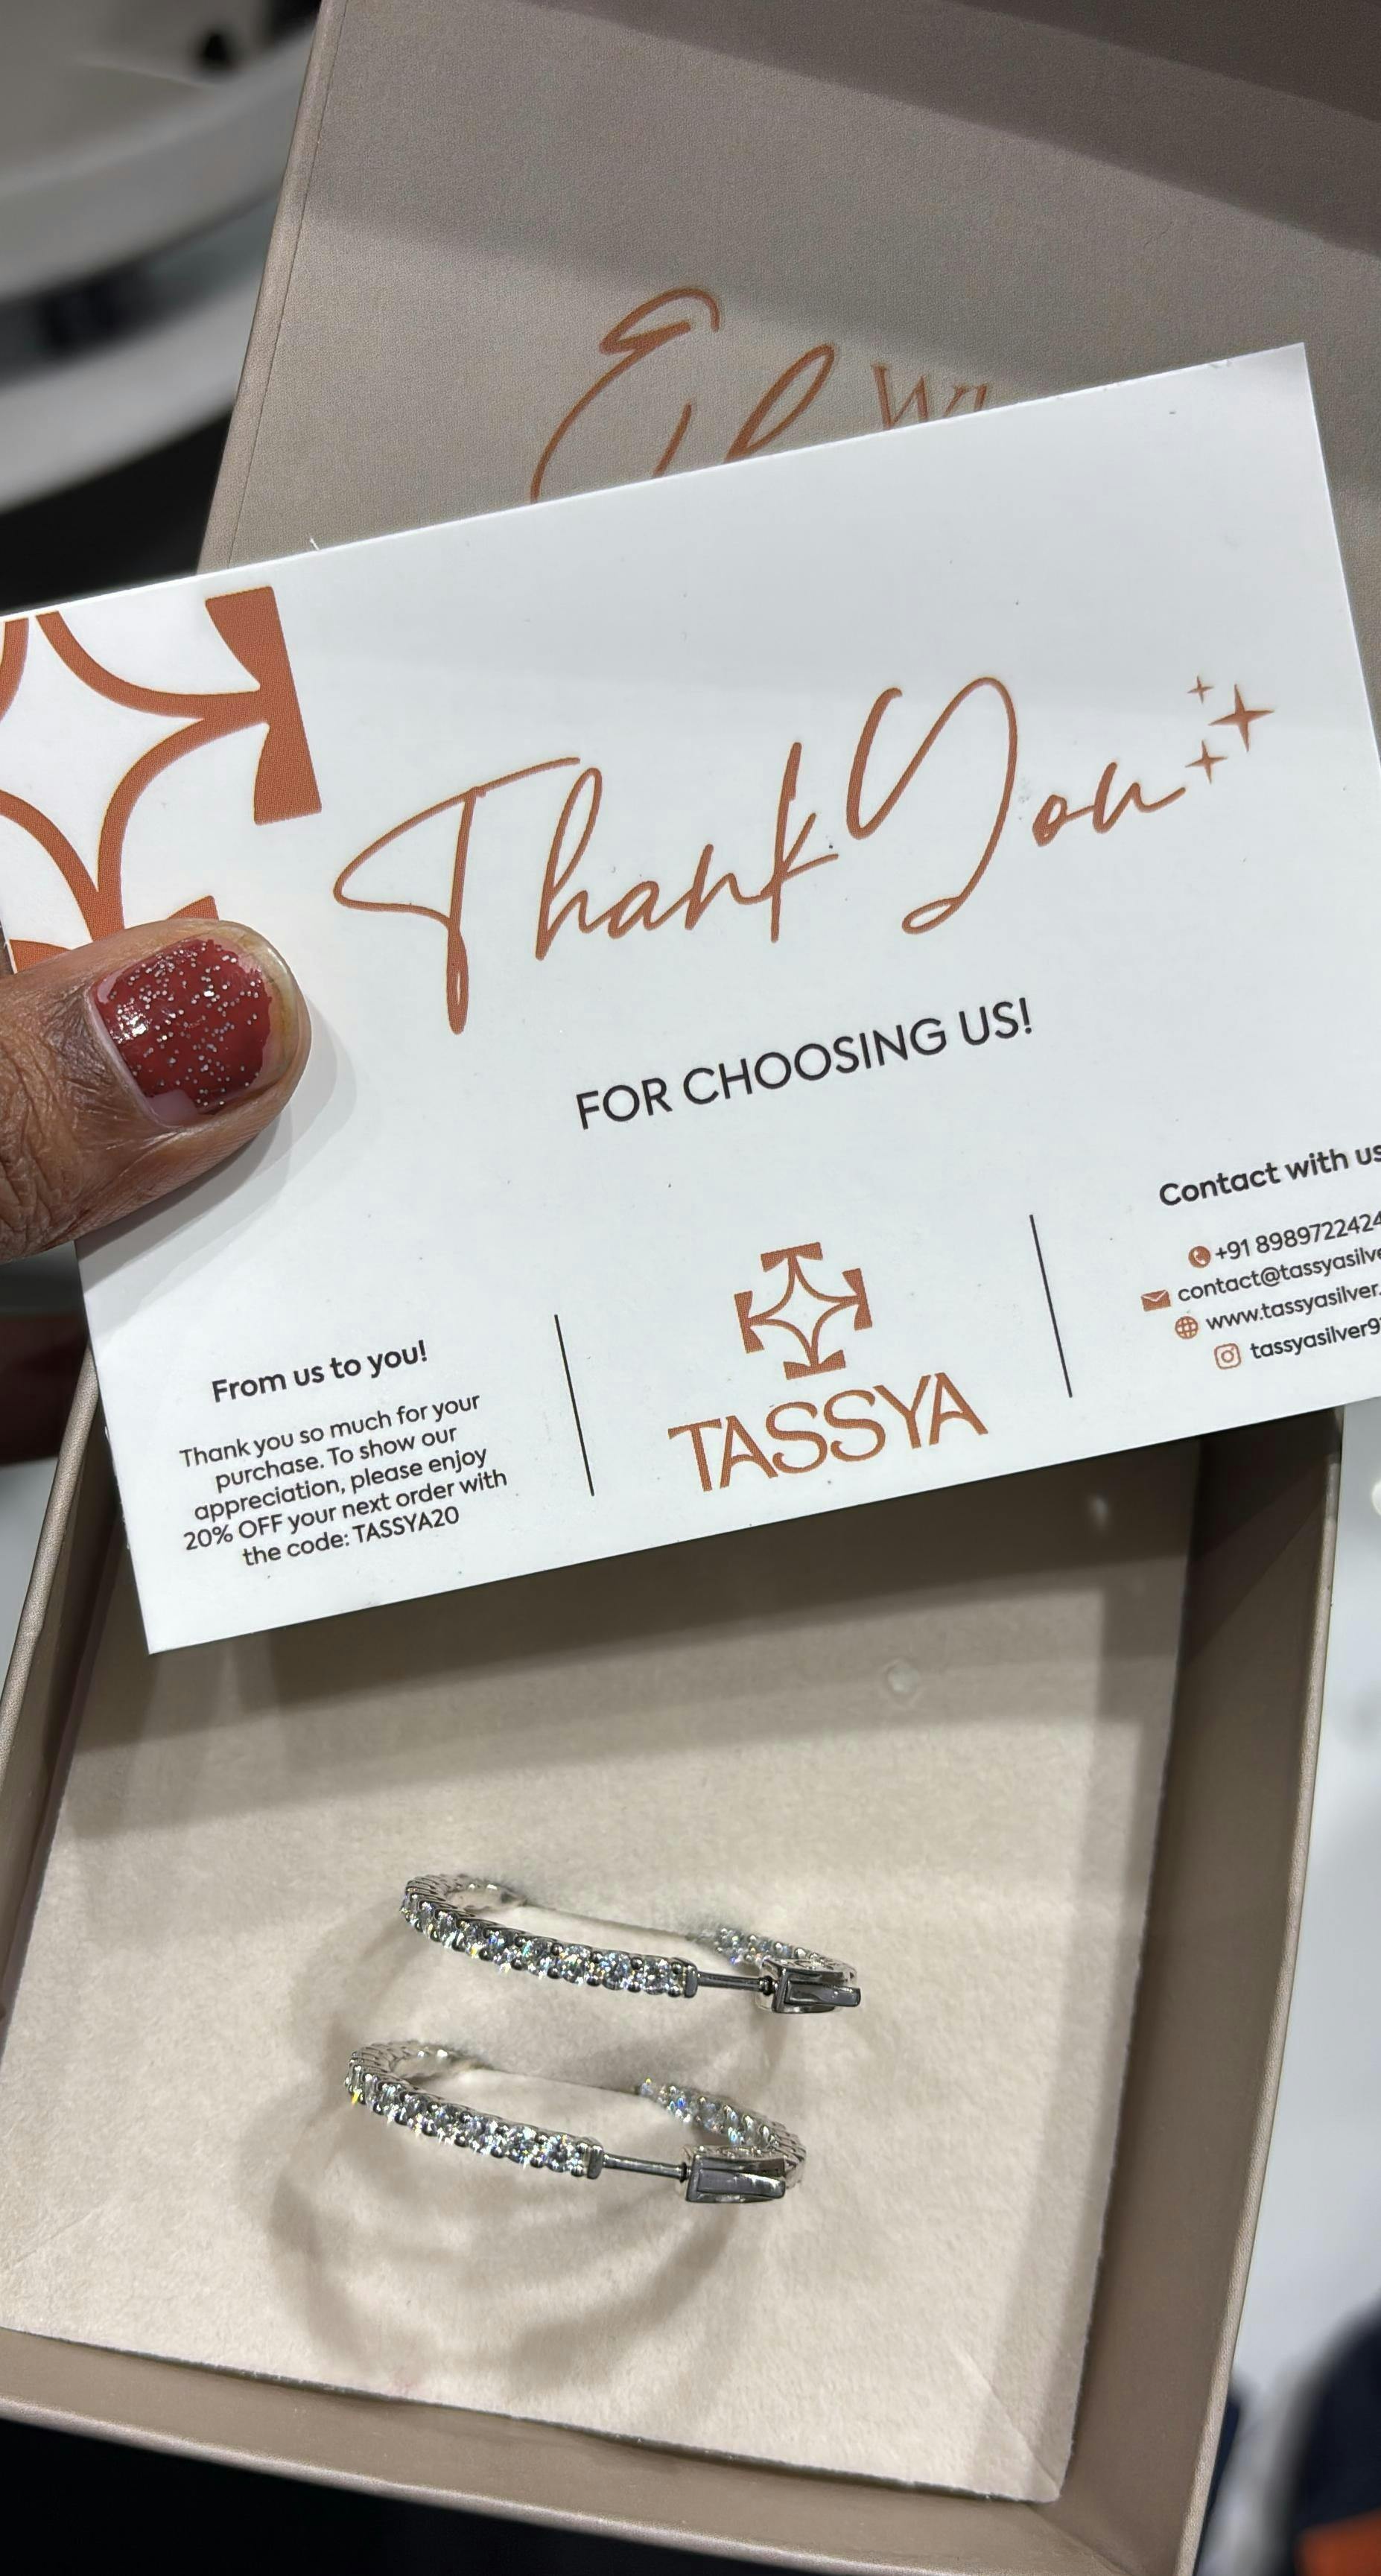 Thank You
FOR CHOOSING US!
From us to you!
Thank you so much for your
purchase. To show our
appreciation, please enjoy
20% OFF your next order with
the code: TASSYA20
TASSYA
Contact with us
+91 8989722424
contact@tassyasilve
www.tassyasilver.
tassyasilver9